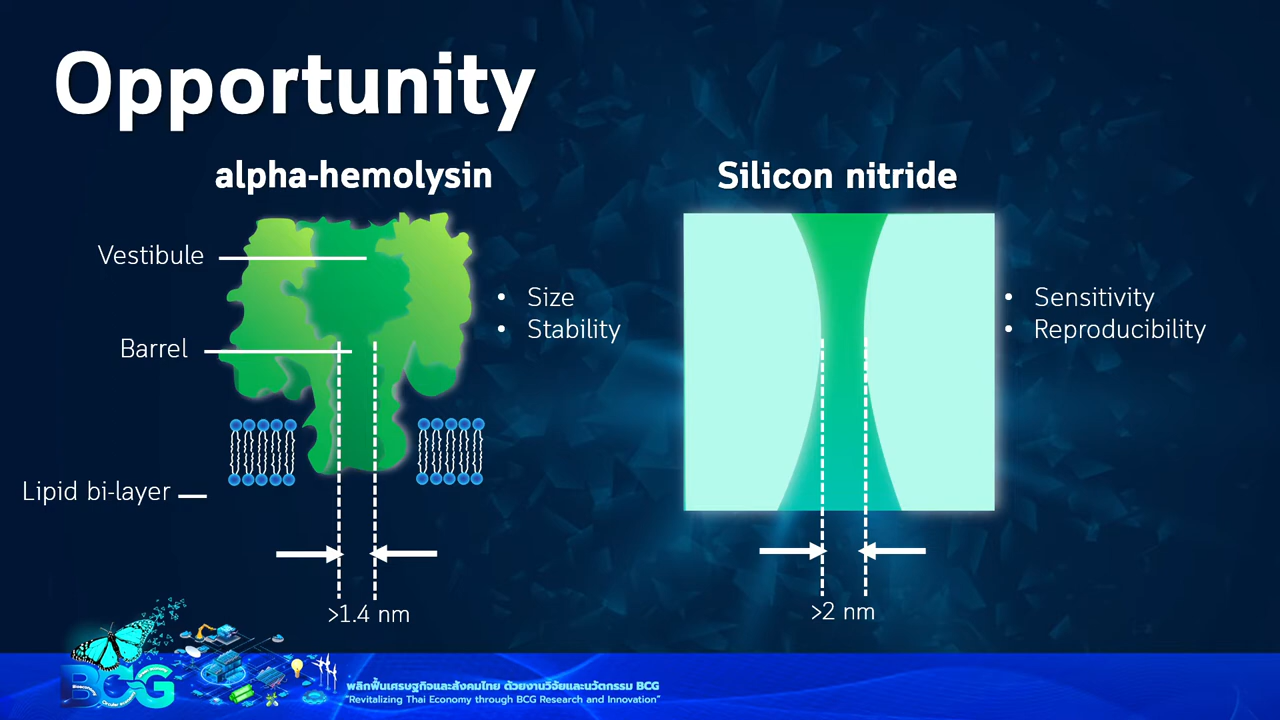 Opportunity
alpha-hemolysin
Vestibule
Barrel
Lipid bi-layer
• Size
• Stability
>1.4 nm
Silicon nitride
• Sensitivity
• Reproducibility
>2 nm
BCG
พลิกฟื้นเศรษฐกิจและสังคมไทย ด้วยงานวิจัยและนวัตกรรม BCG
"Revitalizing Thai Economy through BCG Research and Innovation"